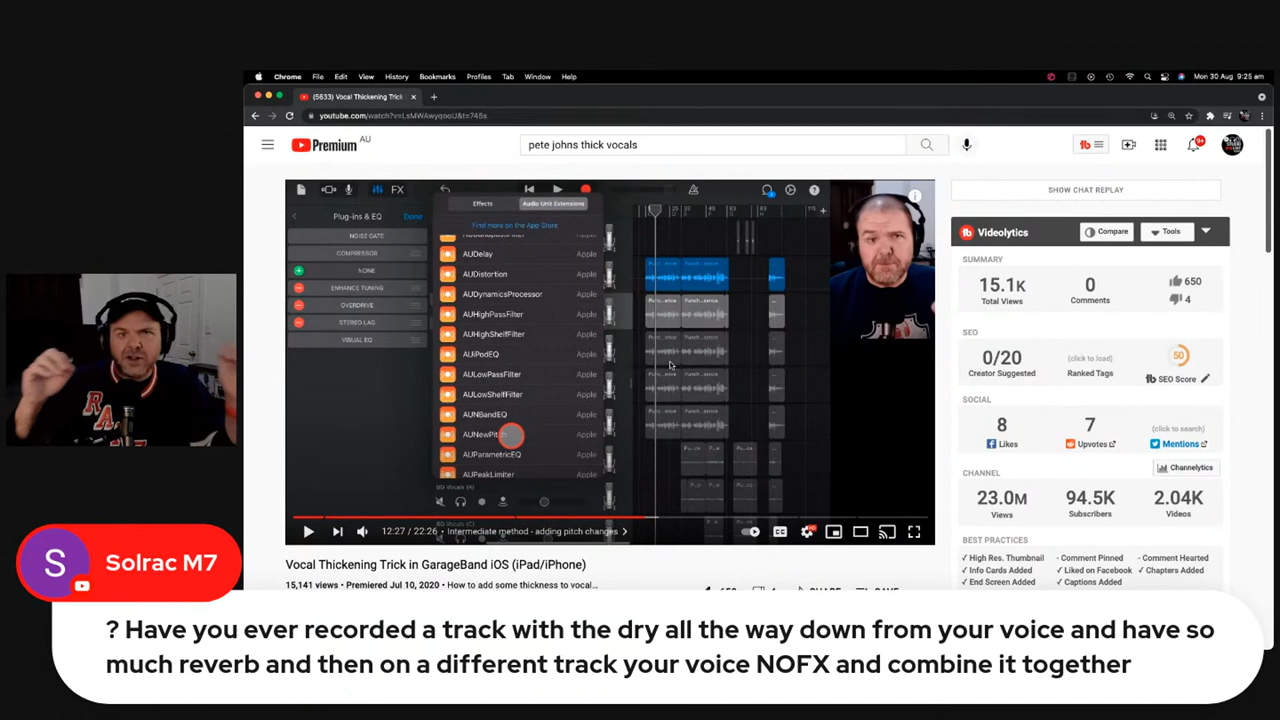 Chrome File Edit View History Bookmarks Profiles Tab Window Help
Mon 30 Aug 9:25 am
(5633) Vocal Thickening Trick
youtube.com/watch?v=LsMWAwyqooU&t=745s
Premium AU
pete johns thick vocals
9+
FX
Plug-ins & EQ Done
NOISE GATE
COMPRESSOR
NONE
ENHANCE TUNING
OVERDRIVE
STEREO LAG
VISUAL EQ
Effects Audio Unit Extensions
Find more on the App Store
AUDelay Apple
AUDistortion Apple
AUDynamicsProcessor Apple
AUHighPassFilter Apple
AUHighShelfFilter Apple
AUiPodEQ Apple
AULowPassFilter Apple
AULowShelfFilter Apple
AUNBandEQ Apple
AUNewPitch Apple
AUParametricEQ Apple
AUPeakLimiter Apple
BG Vocals (A)
12:27 / 22:26 • Intermediate method - adding pitch changes
Vocal Thickening Trick in GarageBand iOS (iPad/iPhone)
15,141 views • Premiered Jul 10, 2020 • How to add some thickness to vocal...
SHOW CHAT REPLAY
Videolytics Compare Tools
SUMMARY
15.1K
Total Views
0
Comments
650
4
SEO
0/20
Creator Suggested
(click to load)
Ranked Tags
50
SEO Score
SOCIAL
8
Likes
7
Upvotes
(click to search)
Mentions
CHANNEL
Channelytics
23.0M
Views
94.5K
Subscribers
2.04K
Videos
BEST PRACTICES
✓ High Res. Thumbnail - Comment Pinned - Comment Hearted
✓ Info Cards Added ✓ Liked on Facebook ✓ Chapters Added
✓ End Screen Added ✓ Captions Added
S
Solrac M7
? Have you ever recorded a track with the dry all the way down from your voice and have so
much reverb and then on a different track your voice NOFX and combine it together